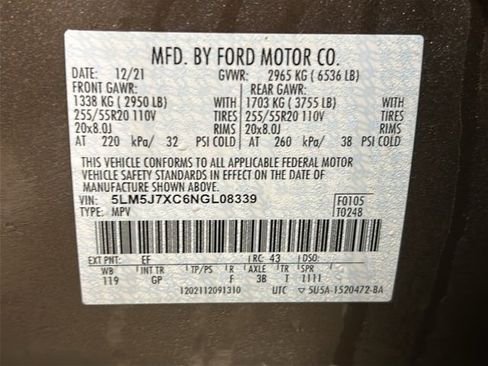 MFD. BY FORD MOTOR CO.
DATE: 12/21 GVWR: 2965 KG ( 6536 LB)
FRONT GAWR: REAR GAWR:
1338 KG ( 2950 LB) WITH 1703 KG ( 3755 LB) WITH
255/55R20 110V TIRES 255/55R20 110V TIRES
20x8.0J RIMS 20x8.0J RIMS
AT 220 kPa/ 32 PSI COLD AT 260 kPa/ 38 PSI COLD
THIS VEHICLE CONFORMS TO ALL APPLICABLE FEDERAL MOTOR
VEHICLE SAFETY STANDARDS IN EFFECT ON THE DATE OF
MANUFACTURE SHOWN ABOVE.
VIN: 5LM5J7XC6NGL08339 F0105
TYPE: MPV T0248
EXT PNT: EF RC: 43 DSO:
WB INT TR TP/PS R AXLE TR SPR
119 GP F 3B T 1111
1202112091310 UTC 5U5A-1520472-BA